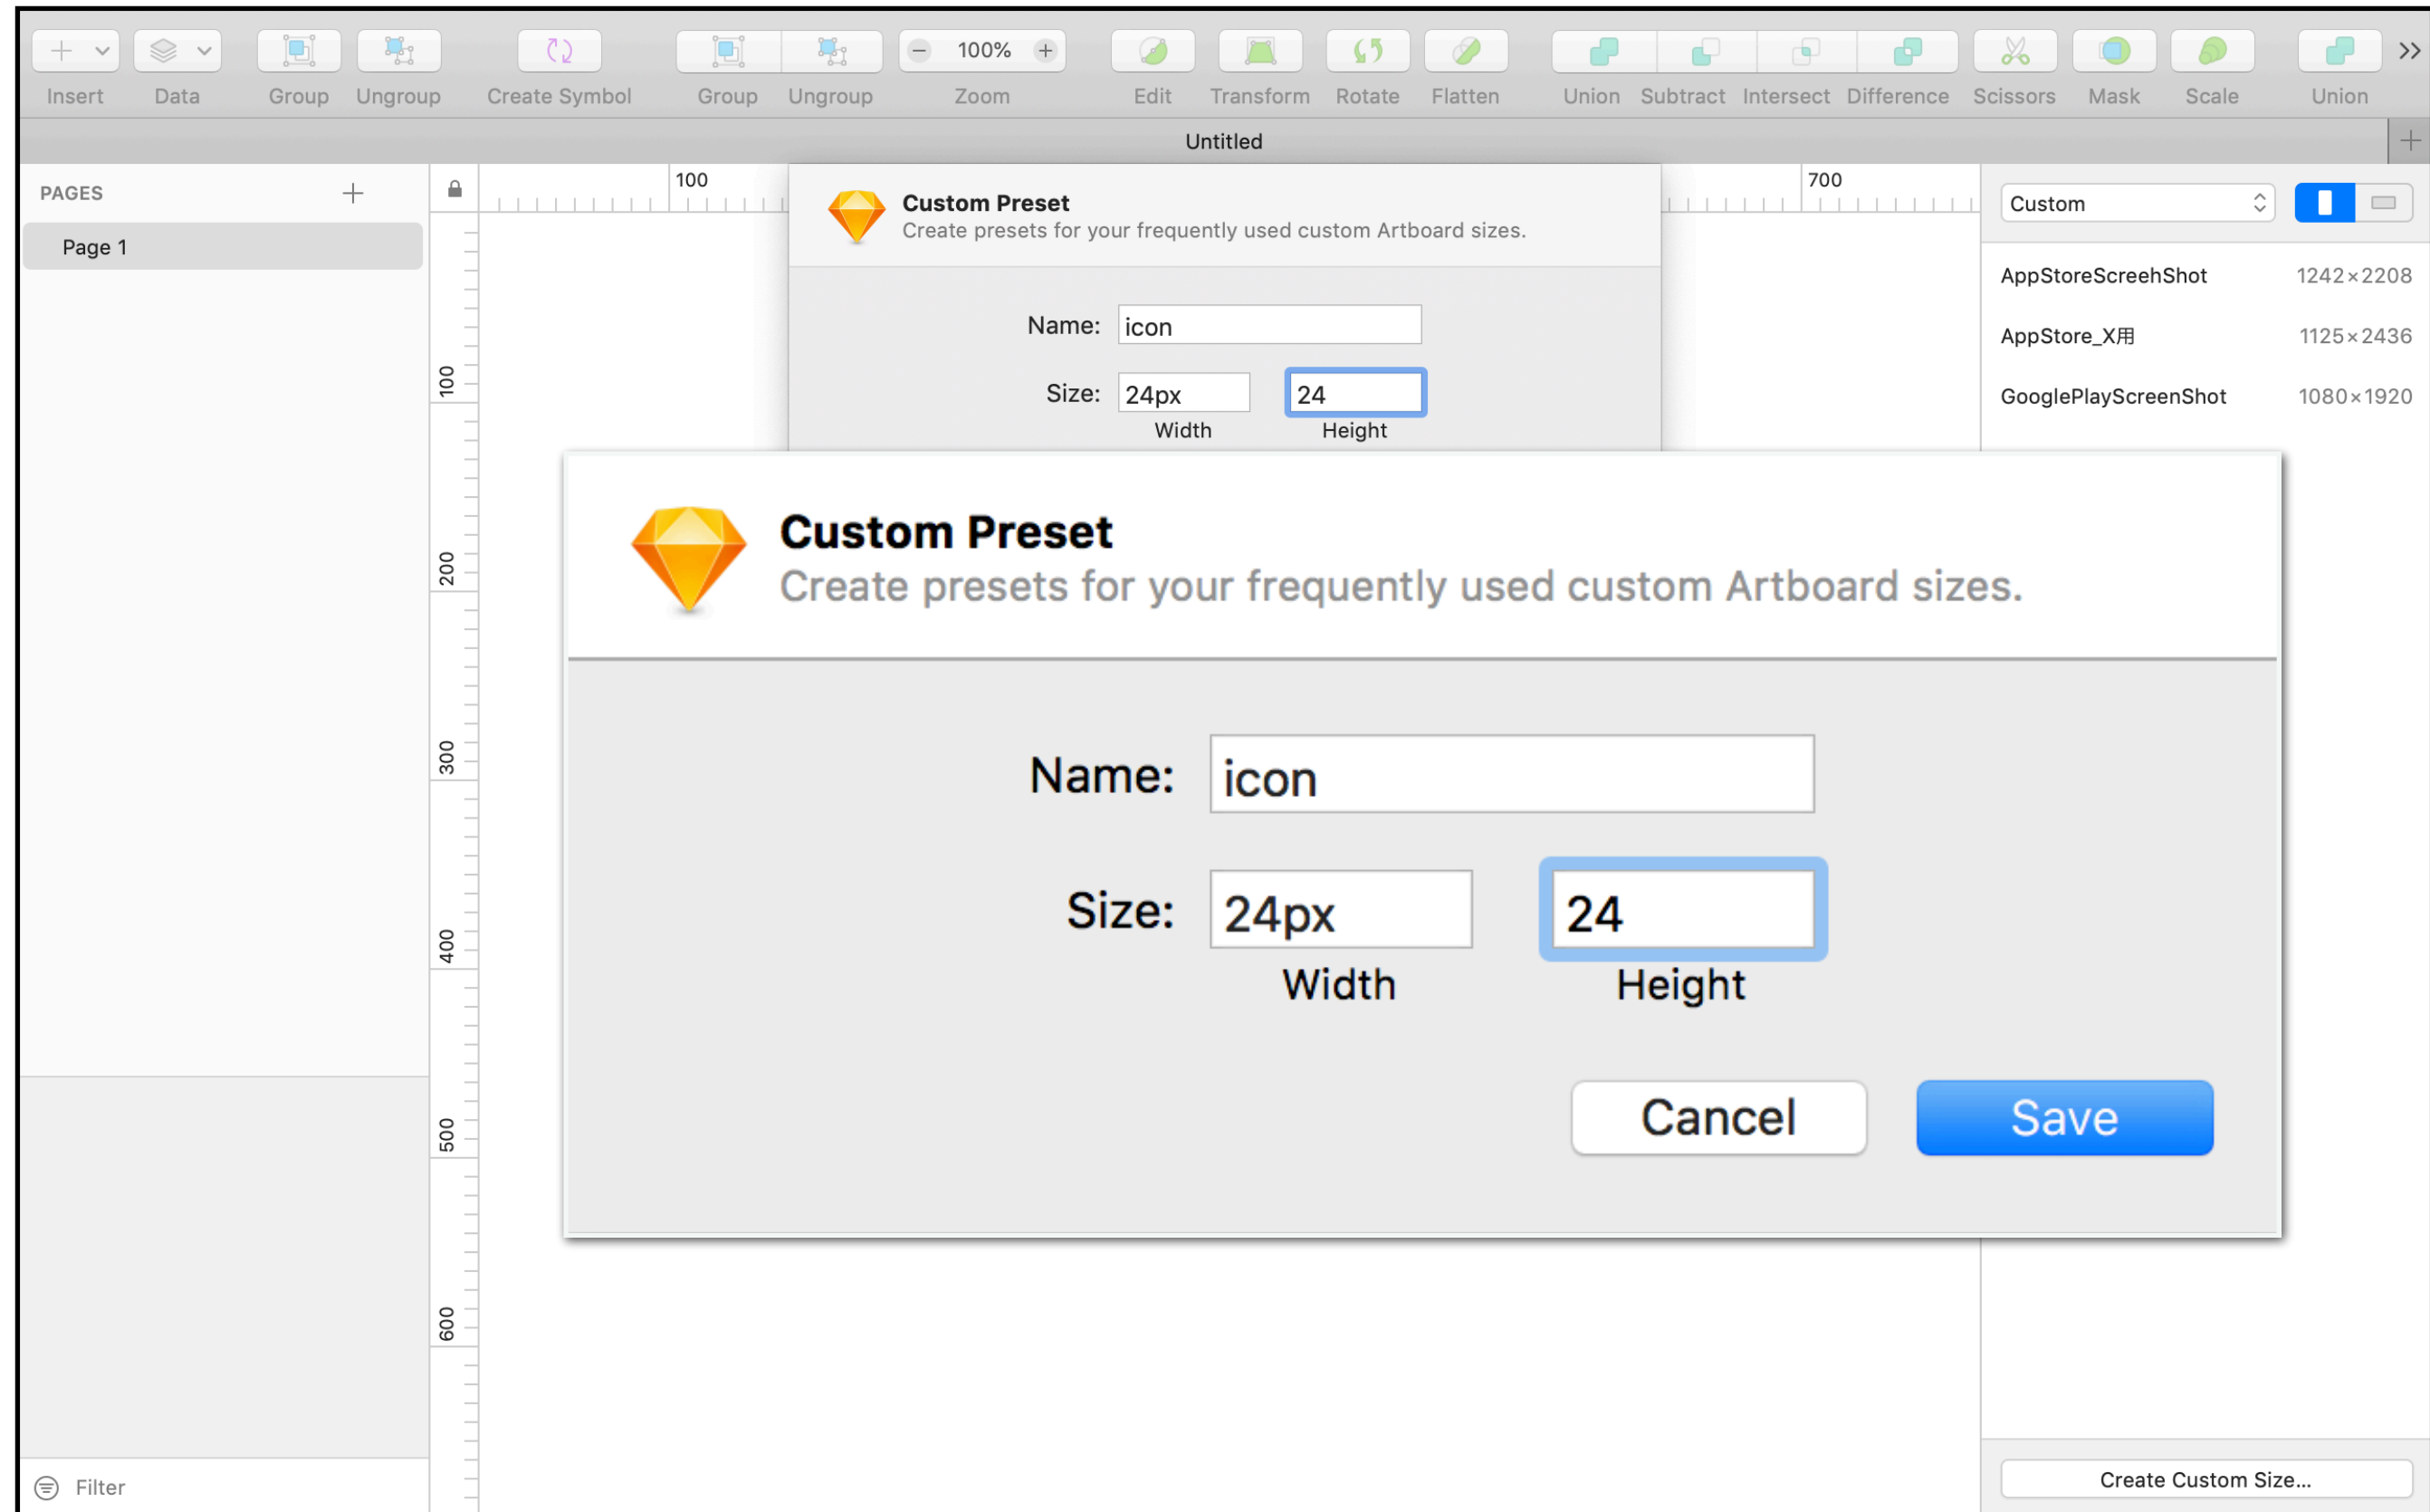 100%
Insert Data Group Ungroup Create Symbol Group Ungroup Zoom Edit Transform Rotate Flatten Union Subtract Intersect Difference Scissors Mask Scale Union
Untitled
PAGES
Page 1
100
700
Custom Preset
Create presets for your frequently used custom Artboard sizes.
Name: icon
Size: 24px 24
Width Height
Custom
AppStoreScreehShot 1242×2208
AppStore_X用 1125×2436
GooglePlayScreenShot 1080×1920
100
200
300
400
500
600
Custom Preset
Create presets for your frequently used custom Artboard sizes.
Name: icon
Size: 24px 24
Width Height
Cancel Save
Filter
Create Custom Size...